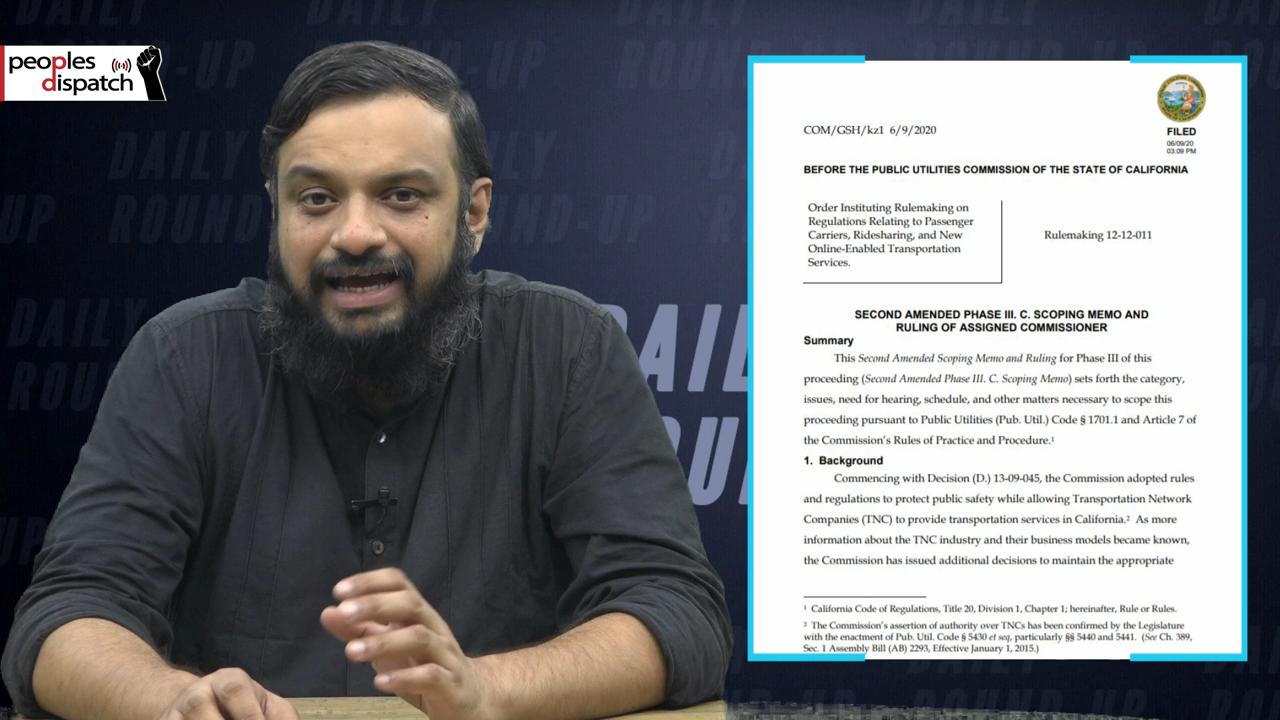 peoples
dispatch
DAILY
ROUND-UP
COM/GSH/kz1 6/9/2020
FILED
06/09/20
03:09 PM
BEFORE THE PUBLIC UTILITIES COMMISSION OF THE STATE OF CALIFORNIA
Order Instituting Rulemaking on
Regulations Relating to Passenger
Carriers, Ridesharing, and New
Online-Enabled Transportation
Services.
Rulemaking 12-12-011
SECOND AMENDED PHASE III. C. SCOPING MEMO AND
RULING OF ASSIGNED COMMISSIONER
Summary
This Second Amended Scoping Memo and Ruling for Phase III of this
proceeding (Second Amended Phase III. C. Scoping Memo) sets forth the category,
issues, need for hearing, schedule, and other matters necessary to scope this
proceeding pursuant to Public Utilities (Pub. Util.) Code § 1701.1 and Article 7 of
the Commission's Rules of Practice and Procedure.¹
1. Background
Commencing with Decision (D.) 13-09-045, the Commission adopted rules
and regulations to protect public safety while allowing Transportation Network
Companies (TNC) to provide transportation services in California.² As more
information about the TNC industry and their business models became known,
the Commission has issued additional decisions to maintain the appropriate
¹ California Code of Regulations, Title 20, Division 1, Chapter 1; hereinafter, Rule or Rules.
² The Commission's assertion of authority over TNCs has been confirmed by the Legislature
with the enactment of Pub. Util. Code § 5430 et seq, particularly §§ 5440 and 5441. (See Ch. 389,
Sec. 1 Assembly Bill (AB) 2293, Effective January 1, 2015.)